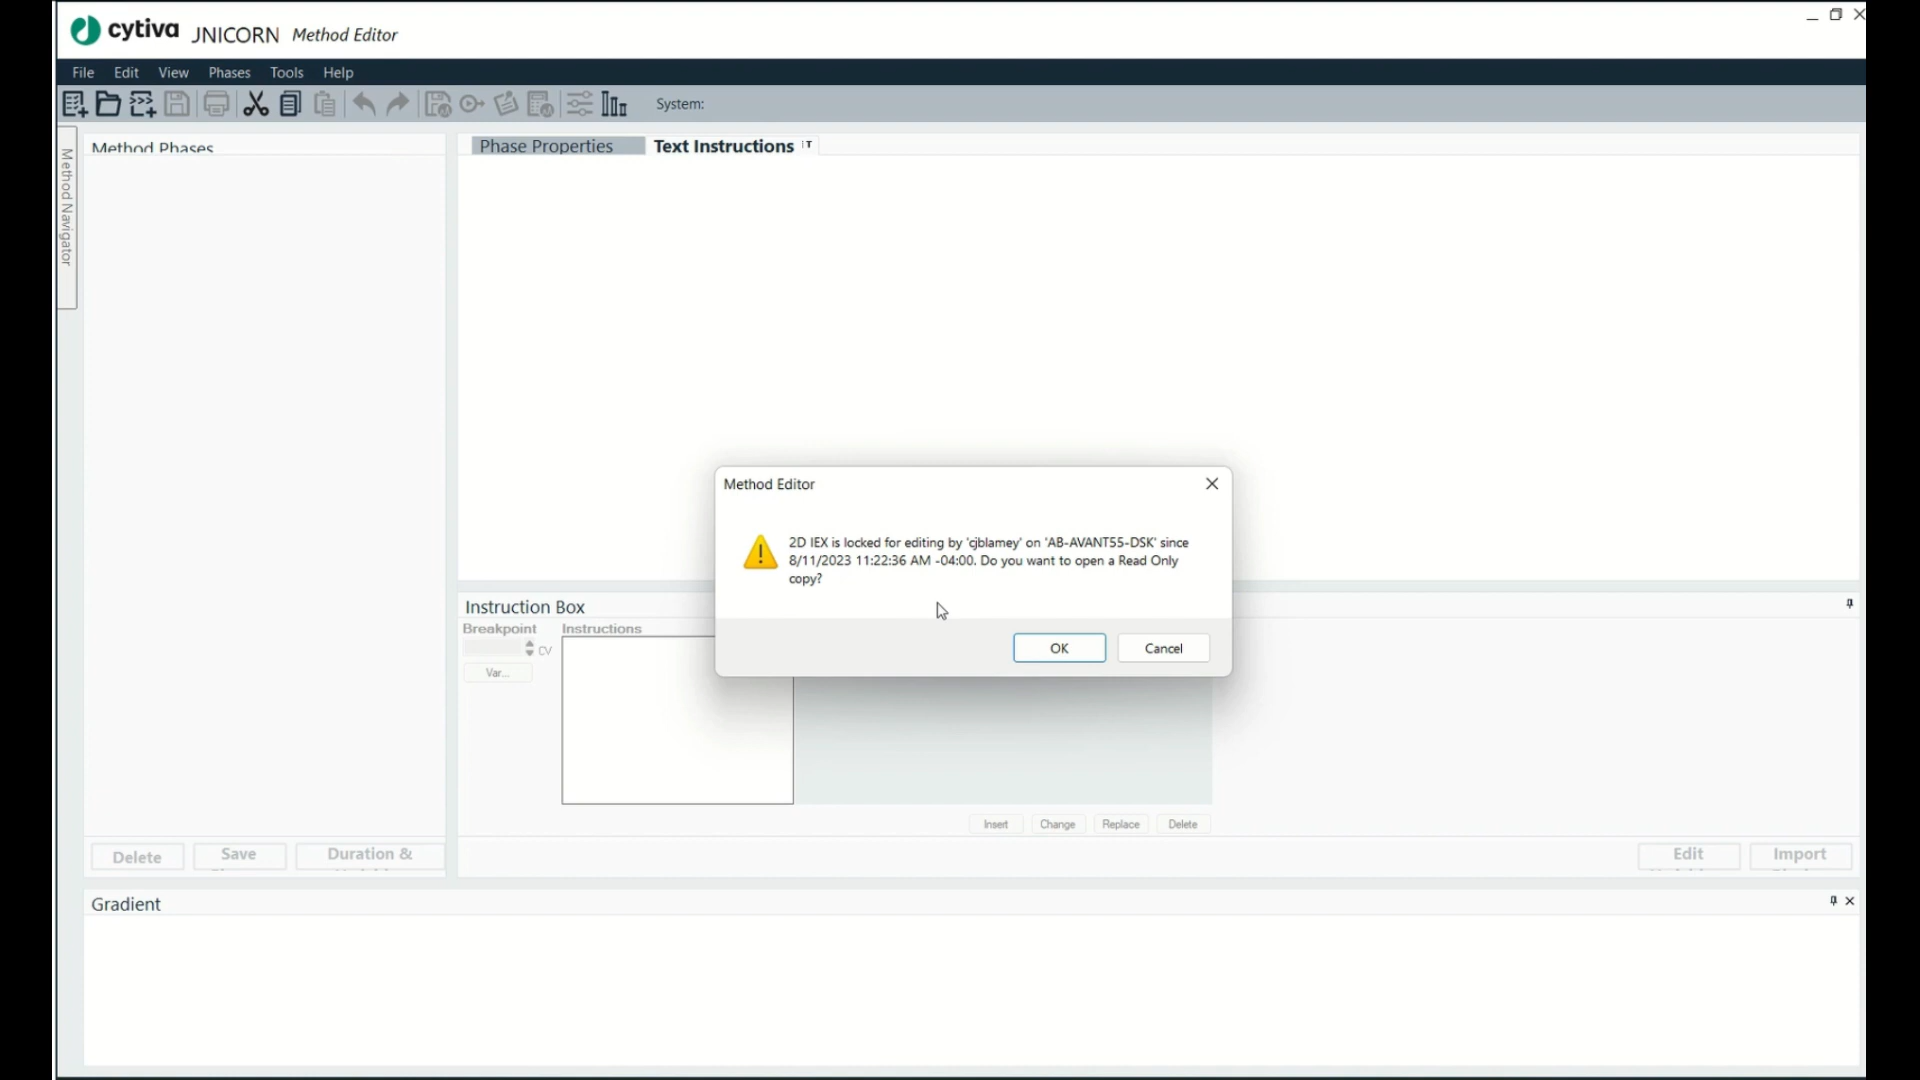 cytiva JNICORN Method Editor
File Edit View Phases Tools Help
System:
Method Navigator
Method Phases
Phase Properties Text Instructions
Method Editor
2D IEX is locked for editing by 'cjblamey' on 'AB-AVANT55-DSK' since
8/11/2023 11:22:36 AM -04:00. Do you want to open a Read Only
copy?
OK Cancel
Instruction Box
Breakpoint Instructions
CV
Var...
Insert Change Replace Delete
Delete Save Duration &
Edit Import
Gradient